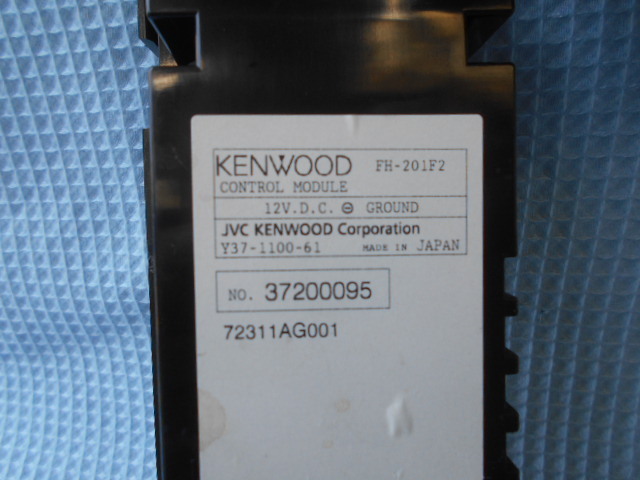 KENWOOD FH-201F2
CONTROL MODULE
12V.D.C. ⊖ GROUND
JVC KENWOOD Corporation
Y37-1100-61 MADE IN JAPAN
NO. 37200095
72311AG001